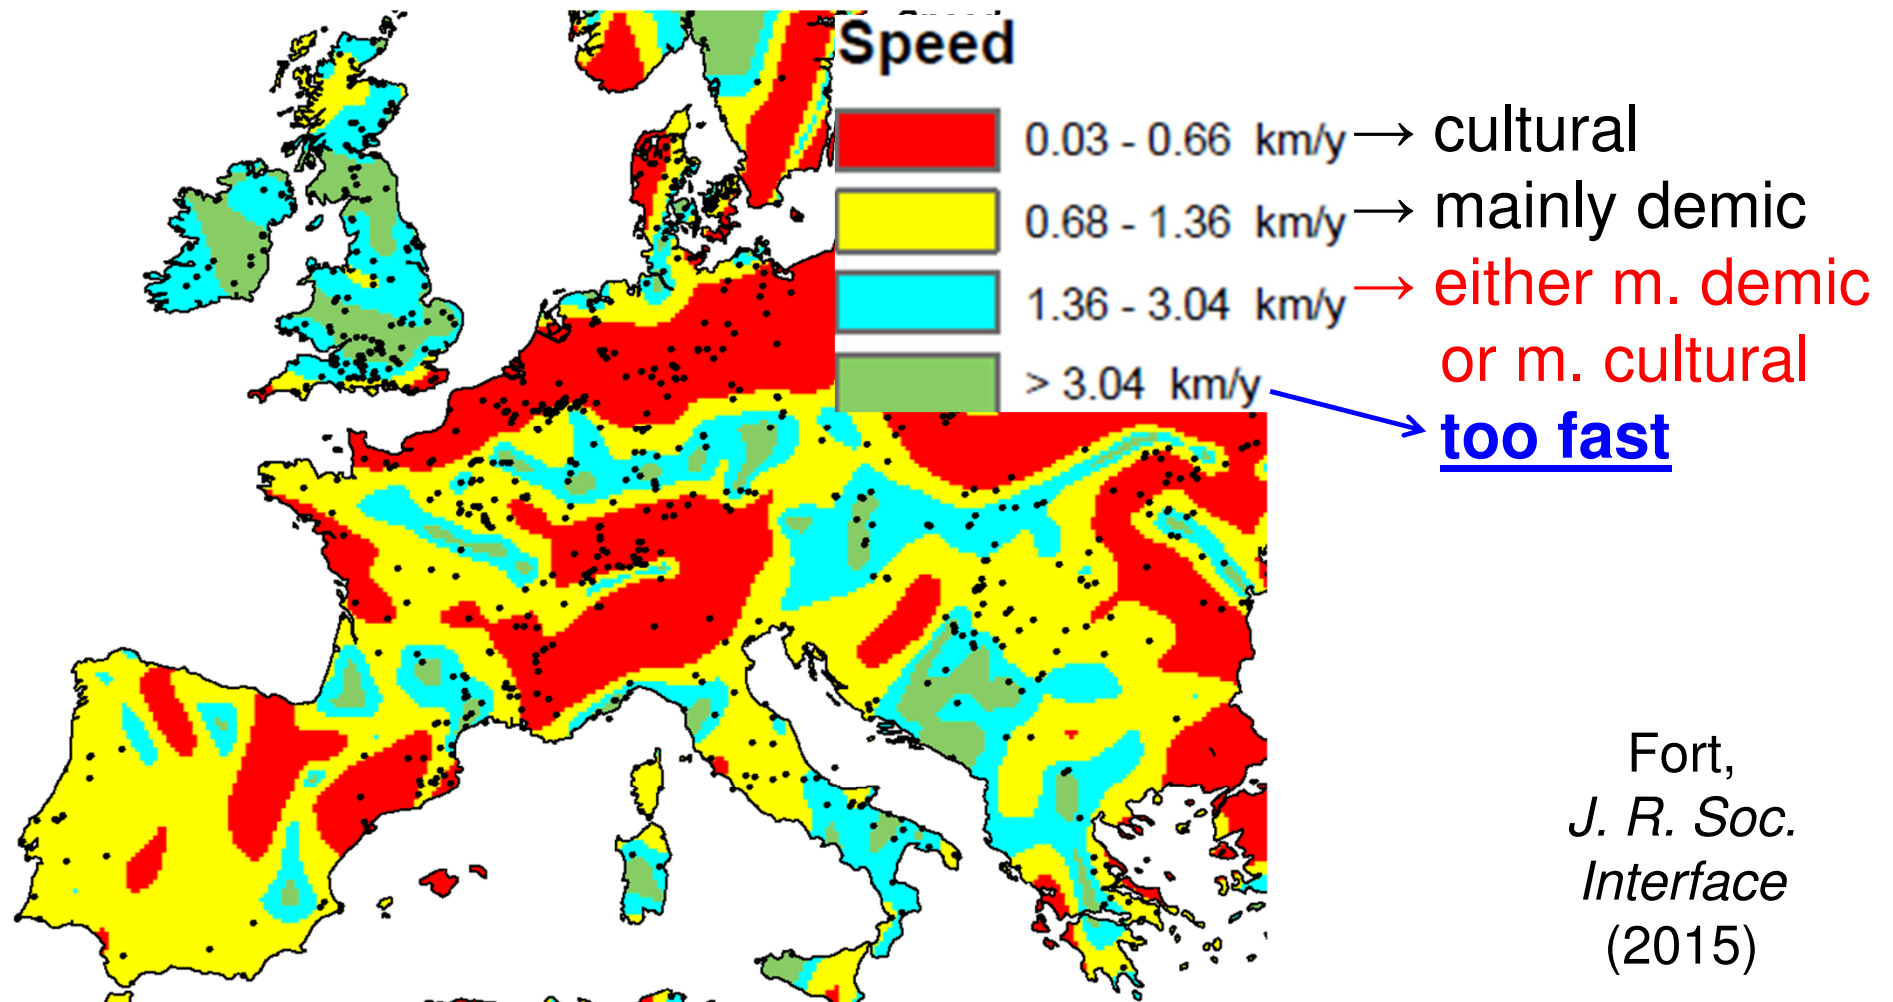 Speed
0.03 - 0.66 km/y → cultural
0.68 - 1.36 km/y → mainly demic
1.36 - 3.04 km/y → either m. demic
or m. cultural
> 3.04 km/y
too fast
Fort,
J. R. Soc.
Interface
(2015)